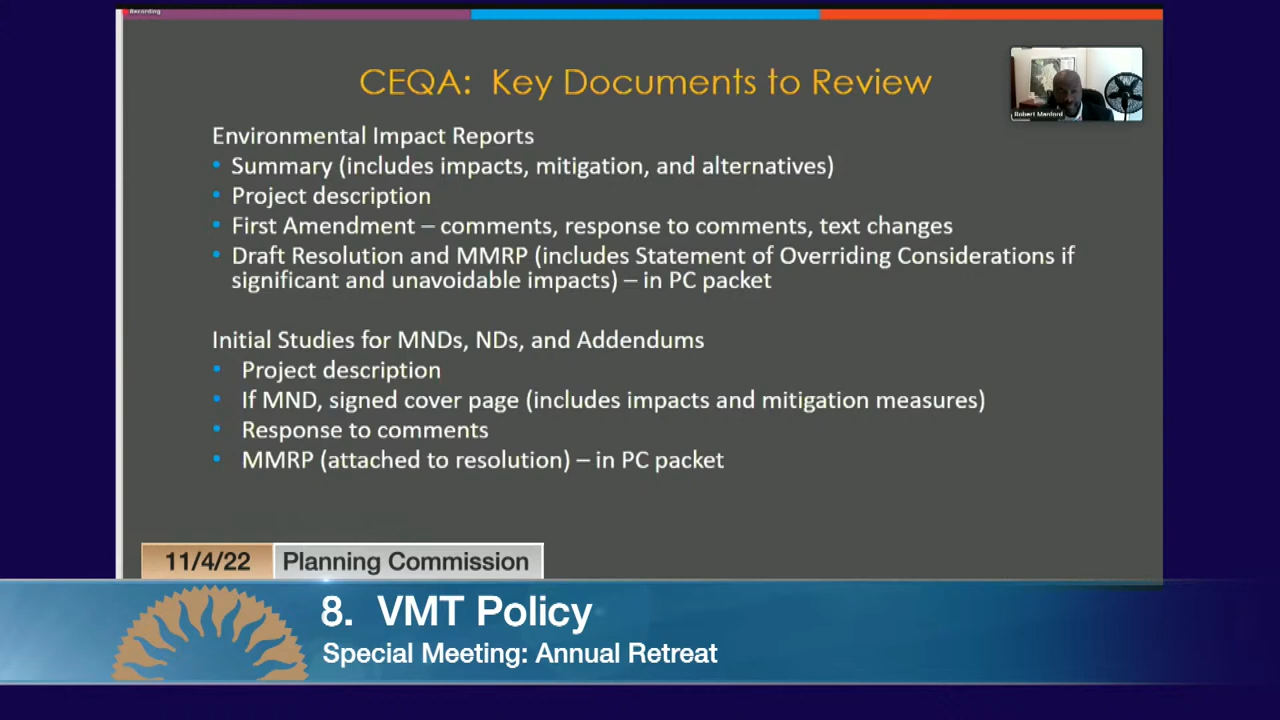 Recording
CEQA: Key Documents to Review
Robert Manford
Environmental Impact Reports
• Summary (includes impacts, mitigation, and alternatives)
• Project description
• First Amendment – comments, response to comments, text changes
• Draft Resolution and MMRP (includes Statement of Overriding Considerations if
significant and unavoidable impacts) – in PC packet
Initial Studies for MNDs, NDs, and Addendums
• Project description
• If MND, signed cover page (includes impacts and mitigation measures)
• Response to comments
• MMRP (attached to resolution) – in PC packet
11/4/22 Planning Commission
8. VMT Policy
Special Meeting: Annual Retreat